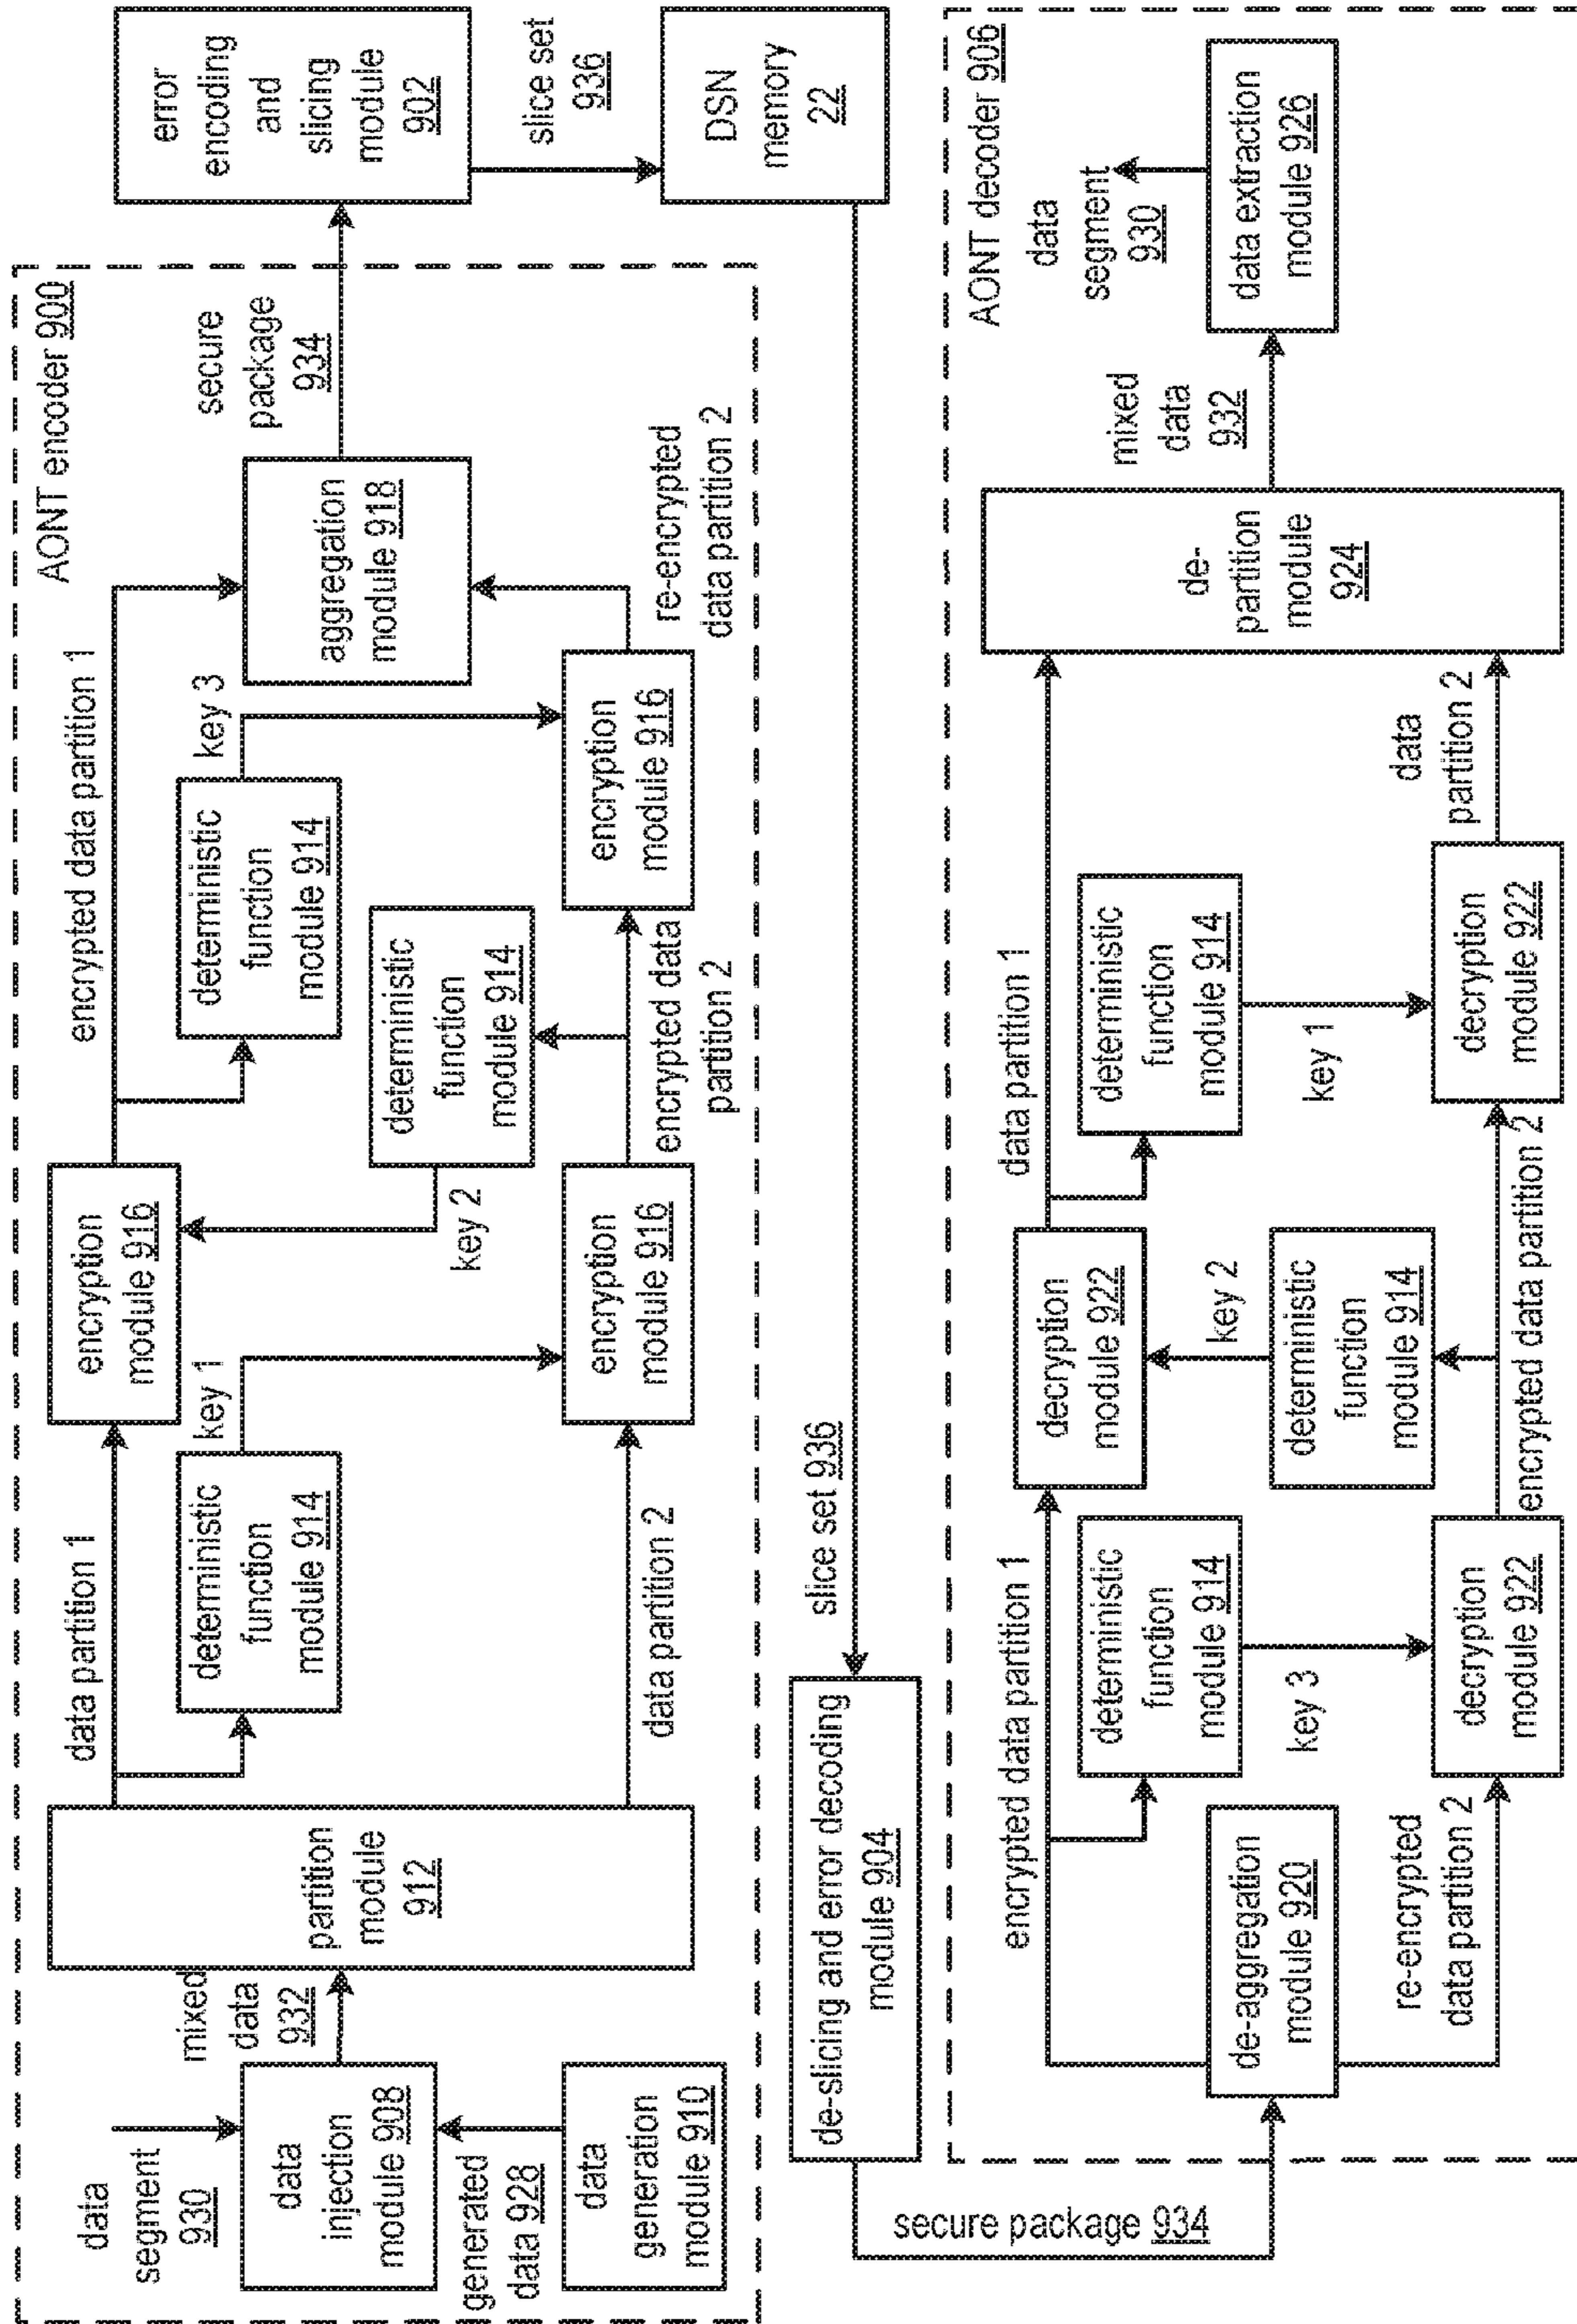 AONT encoder 900
data
segment
930
data
injection
module 908
generated
data 928
data
generation
module 910
mixed
data
932
partition
module
912
data partition 1
deterministic
function
module 914
key 1
data partition 2
encryption
module 916
encryption
module 916
key 2
encrypted data partition 1
deterministic
function
module 914
key 3
deterministic
function
module 914
encrypted data
partition 2
encryption
module 916
re-encrypted
data partition 2
aggregation
module 918
secure
package
934
error
encoding
and
slicing
module
902
slice set
936
DSN
memory
22
slice set 936
de-slicing and error decoding
module 904
secure package 934
AONT decoder 906
de-aggregation
module 920
encrypted data partition 1
re-encrypted
data partition 2
deterministic
function
module 914
key 3
decryption
module 922
decryption
module 922
key 2
deterministic
function
module 914
encrypted data partition 2
data partition 1
deterministic
function
module 914
key 1
decryption
module 922
data
partition 2
de-
partition
module
924
mixed
data
932
data extraction
module 926
data
segment
930